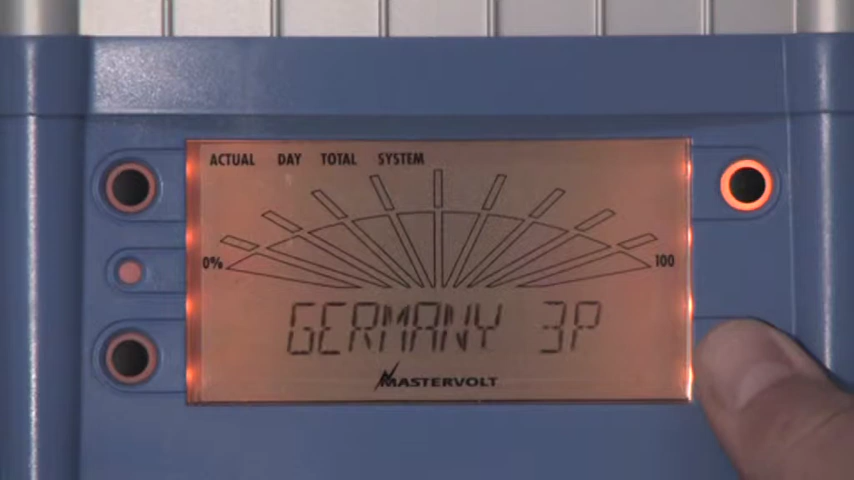 ACTUAL DAY TOTAL SYSTEM
0% 100
GERMANY 3P
MASTERVOLT